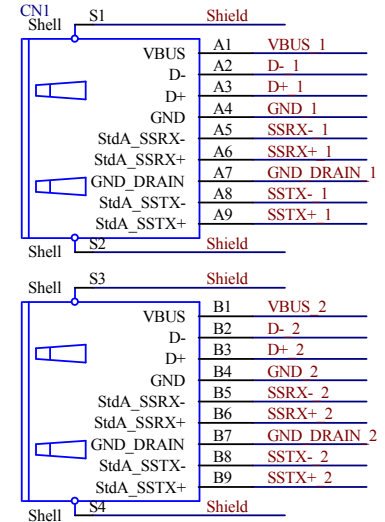 CN1
Shell S1 Shield
VBUS A1 VBUS_1
D- A2 D-_1
D+ A3 D+_1
GND A4 GND_1
StdA_SSRX- A5 SSRX-_1
StdA_SSRX+ A6 SSRX+_1
GND_DRAIN A7 GND_DRAIN_1
StdA_SSTX- A8 SSTX-_1
StdA_SSTX+ A9 SSTX+_1
Shell S2 Shield
Shell S3 Shield
VBUS B1 VBUS_2
D- B2 D-_2
D+ B3 D+_2
GND B4 GND_2
StdA_SSRX- B5 SSRX-_2
StdA_SSRX+ B6 SSRX+_2
GND_DRAIN B7 GND_DRAIN_2
StdA_SSTX- B8 SSTX-_2
StdA_SSTX+ B9 SSTX+_2
Shell S4 Shield